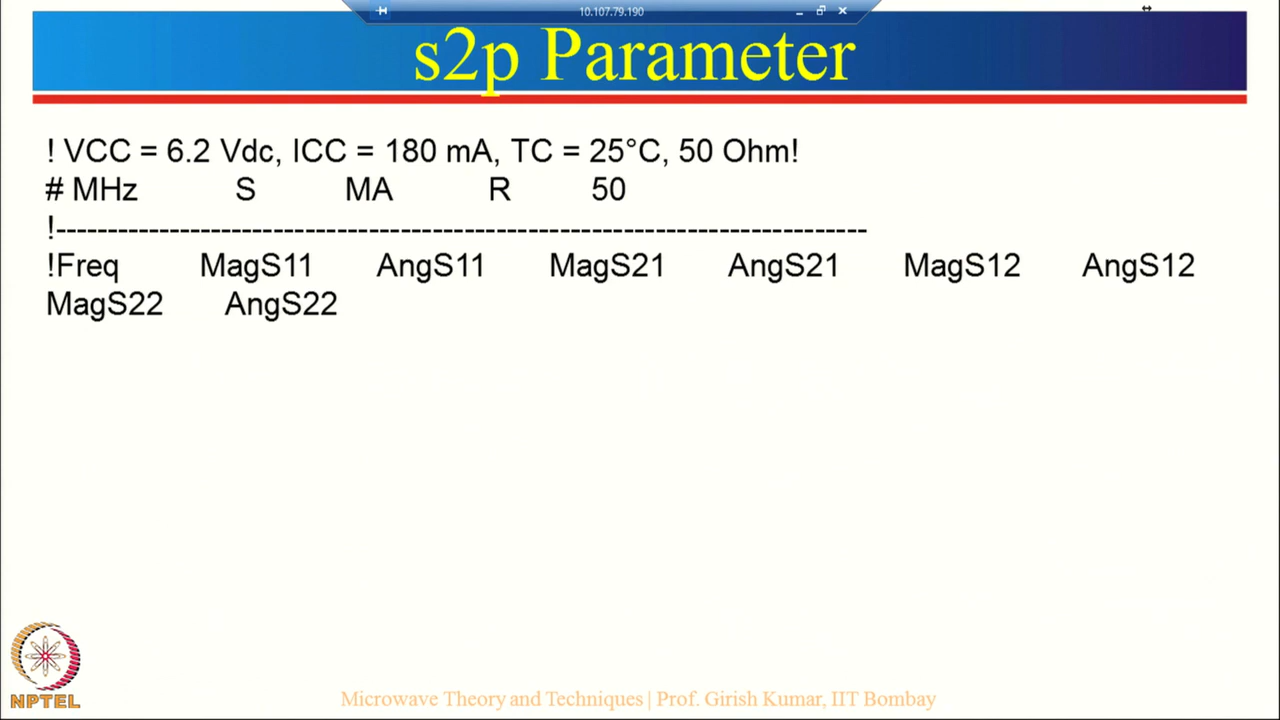 10.107.79.190
s2p Parameter
! VCC = 6.2 Vdc, ICC = 180 mA, TC = 25°C, 50 Ohm!
# MHz S MA R 50
!-------------------------------------------------------------------------------
!Freq MagS11 AngS11 MagS21 AngS21 MagS12 AngS12
MagS22 AngS22
NPTEL
Microwave Theory and Techniques | Prof. Girish Kumar, IIT Bombay